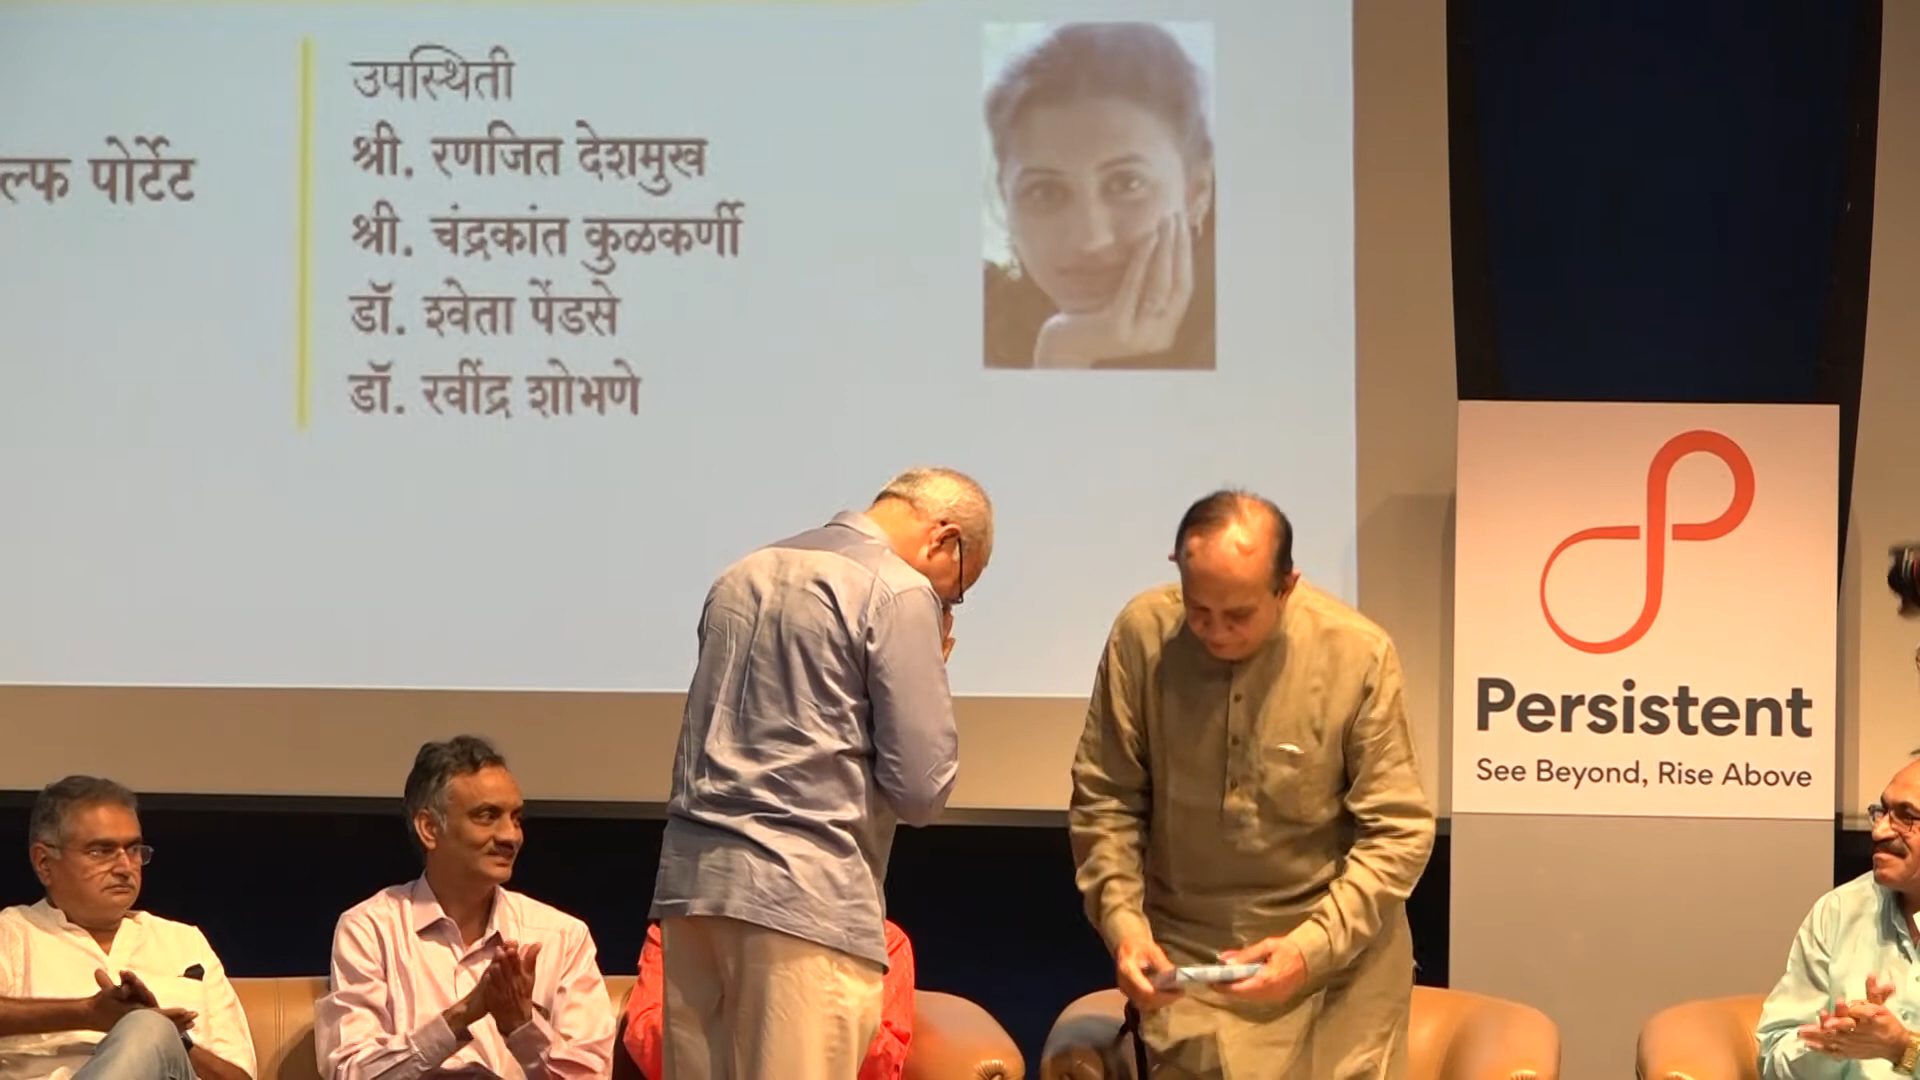 ल्फ पोर्टेट
उपस्थिती
श्री. रणजित देशमुख
श्री. चंद्रकांत कुळकर्णी
डॉ. श्वेता पेंडसे
डॉ. रवींद्र शोभणे
Persistent
See Beyond, Rise Above